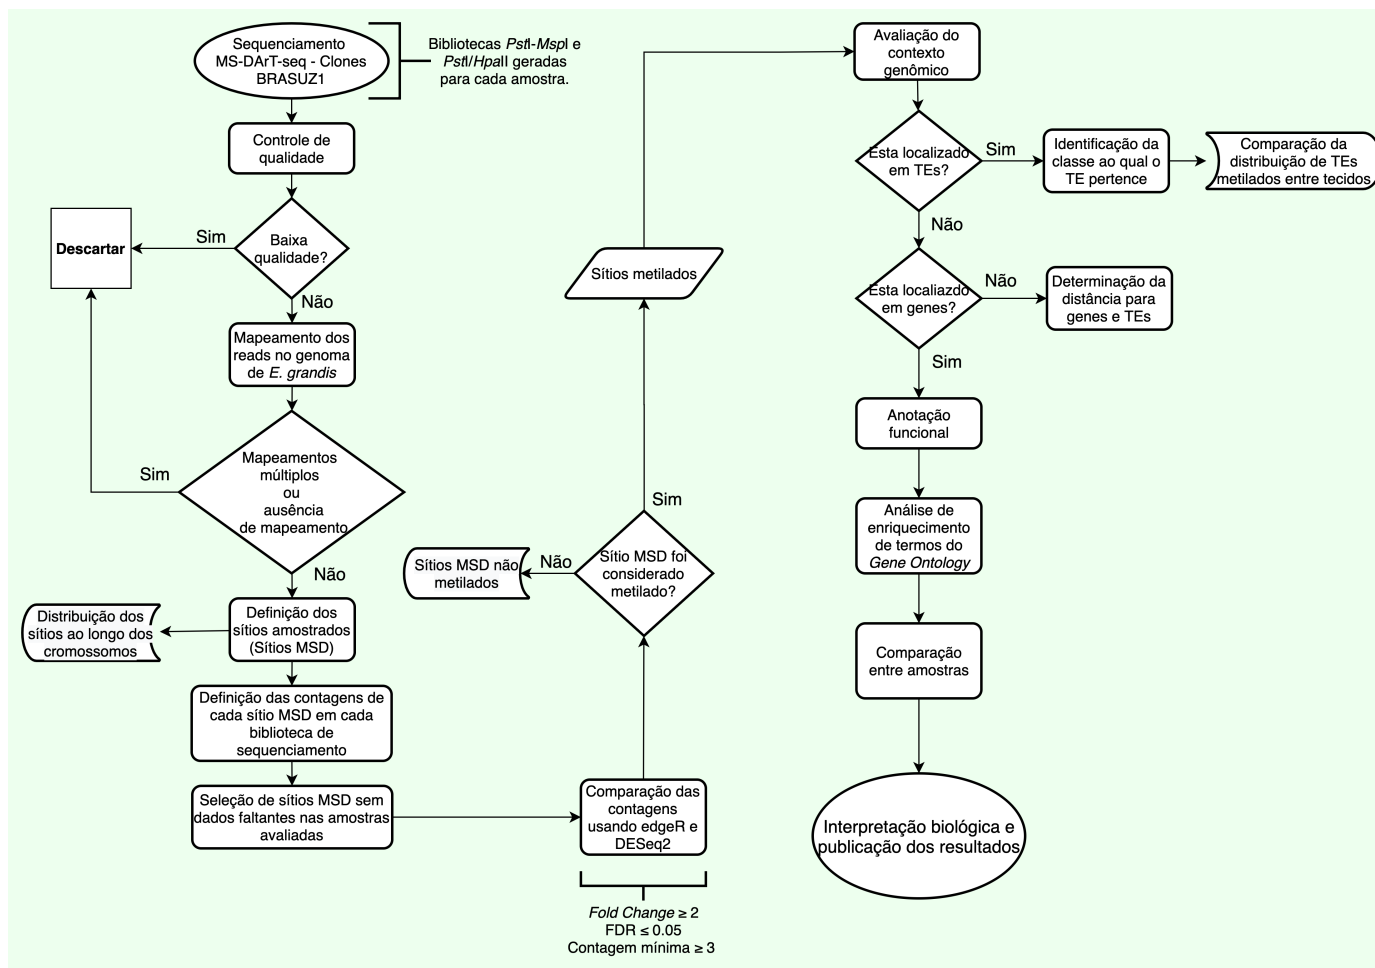 Sequenciamento
MS-DArT-seq - Clones
BRASUZ1
Bibliotecas PstI-MspI e
PstI/HpaII geradas
para cada amostra.
Controle de
qualidade
Baixa
qualidade?
Sim
Descartar
Não
Mapeamento dos
reads no genoma
de E. grandis
Mapeamentos
múltiplos
ou
ausência
de mapeamento
Sim
Não
Definição dos
sítios amostrados
(Sítios MSD)
Distribuição dos
sítios ao longo dos
cromossomos
Definição das contagens de
cada sítio MSD em cada
biblioteca de
sequenciamento
Seleção de sítios MSD sem
dados faltantes nas amostras
avaliadas
Comparação das
contagens
usando edgeR e
DESeq2
Fold Change ≥ 2
FDR ≤ 0.05
Contagem mínima ≥ 3
Sítio MSD foi
considerado
metilado?
Não
Sítios MSD não
metilados
Sim
Sítios metilados
Avaliação do
contexto
genômico
Esta localizado
em TEs?
Sim
Identificação da
classe ao qual o
TE pertence
Comparação da
distribuição de TEs
metilados entre tecidos
Não
Esta localiazdo
em genes?
Não
Determinação da
distância para
genes e TEs
Sim
Anotação
funcional
Análise de
enriquecimento
de termos do
Gene Ontology
Comparação
entre amostras
Interpretação biológica e
publicação dos resultados